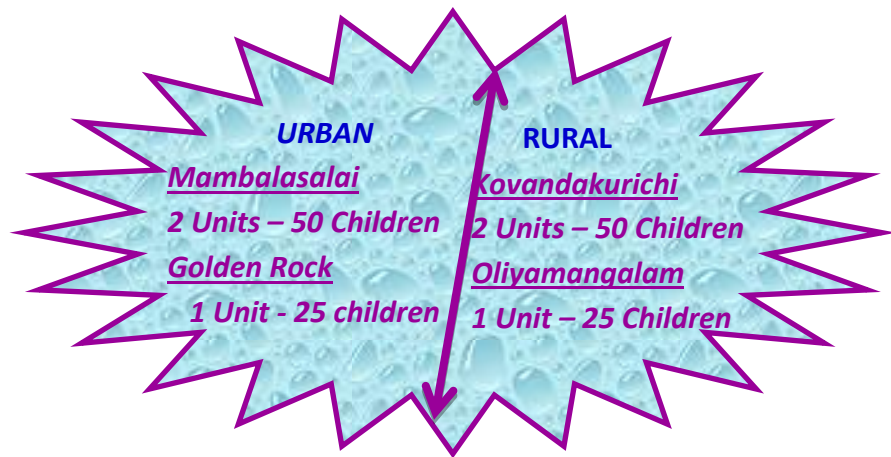 URBAN
Mambalasalai
2 Units – 50 Children
Golden Rock
1 Unit - 25 children
RURAL
Kovandakurichi
2 Units – 50 Children
Oliyamangalam
1 Unit – 25 Children